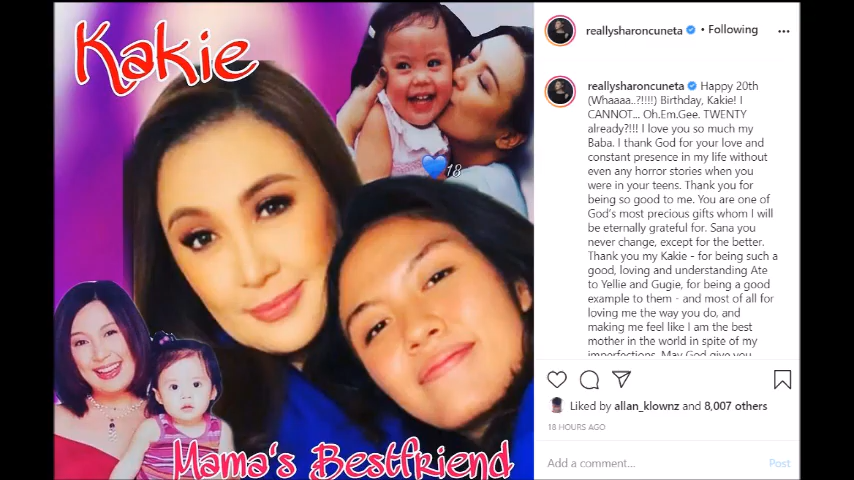 Kakie
18
Mama's Bestfriend
reallysharoncuneta • Following
reallysharoncuneta Happy 20th
(Whaaaa..?!!!!) Birthday, Kakie! I
CANNOT... Oh.Em.Gee. TWENTY
already?!!! I love you so much my
Baba. I thank God for your love and
constant presence in my life without
even any horror stories when you
were in your teens. Thank you for
being so good to me. You are one of
God's most precious gifts whom I will
be eternally grateful for. Sana you
never change, except for the better.
Thank you my Kakie - for being such a
good, loving and understanding Ate
to Yellie and Gugie, for being a good
example to them - and most of all for
loving me the way you do, and
making me feel like I am the best
mother in the world in spite of my
imperfections. May God give you
Liked by allan_klownz and 8,007 others
18 HOURS AGO
Add a comment...
Post